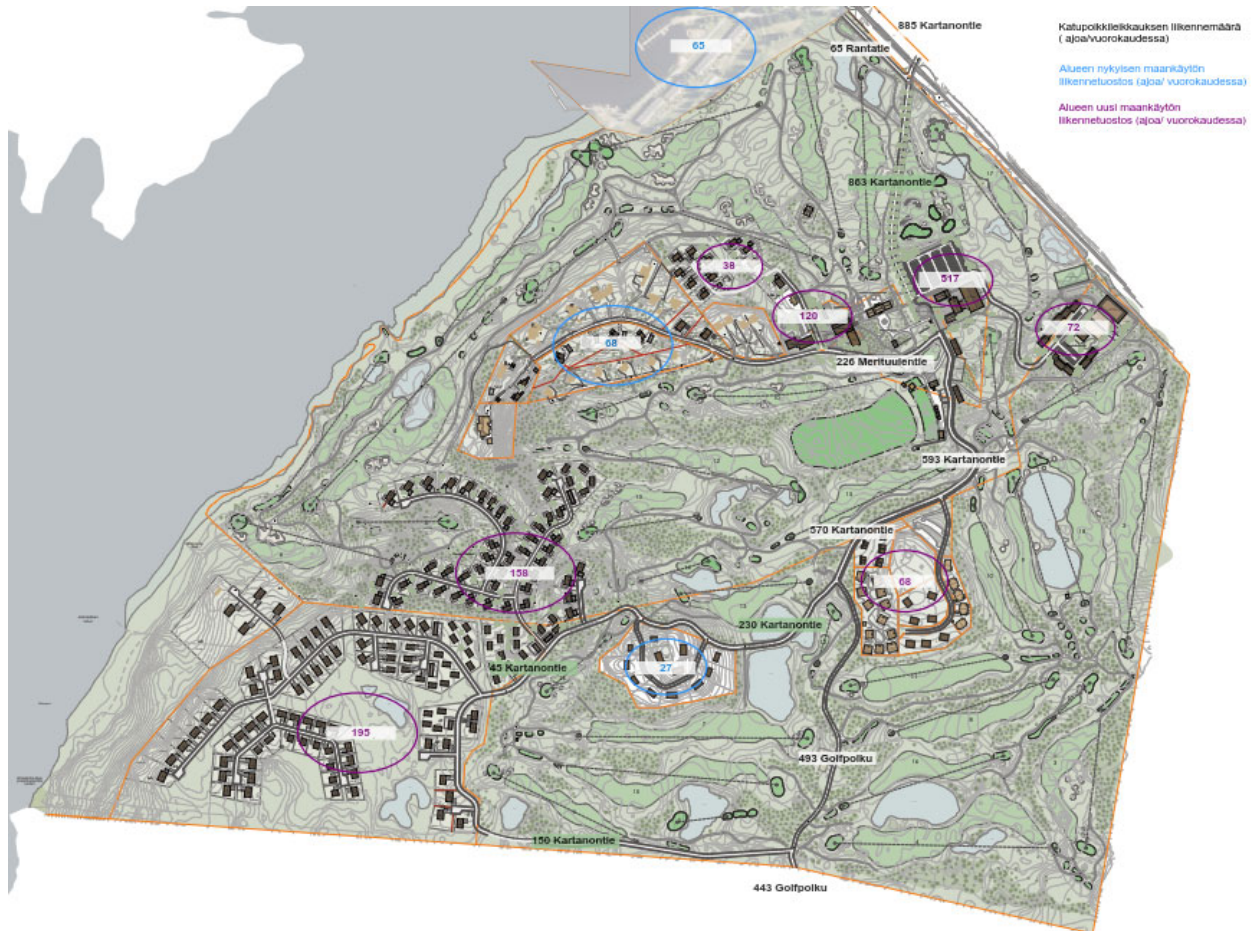 885 Kartanontie
65 Rantatie
65
Katupoikkileikkauksen liikennemäärä
( ajoa/vuorokaudessa)
Alueen nykyisen maankäytön
liikennetuostos (ajoa/ vuorokaudessa)
Alueen uusi maankäytön
liikennetuostos (ajoa/ vuorokaudessa)
863 Kartanontie
38
517
120
72
68
226 Merituulentie
593 Kartanontie
570 Kartanontie
158
68
230 Kartanontie
45 Kartanontie
27
195
493 Golfpolku
150 Kartanontie
443 Golfpolku